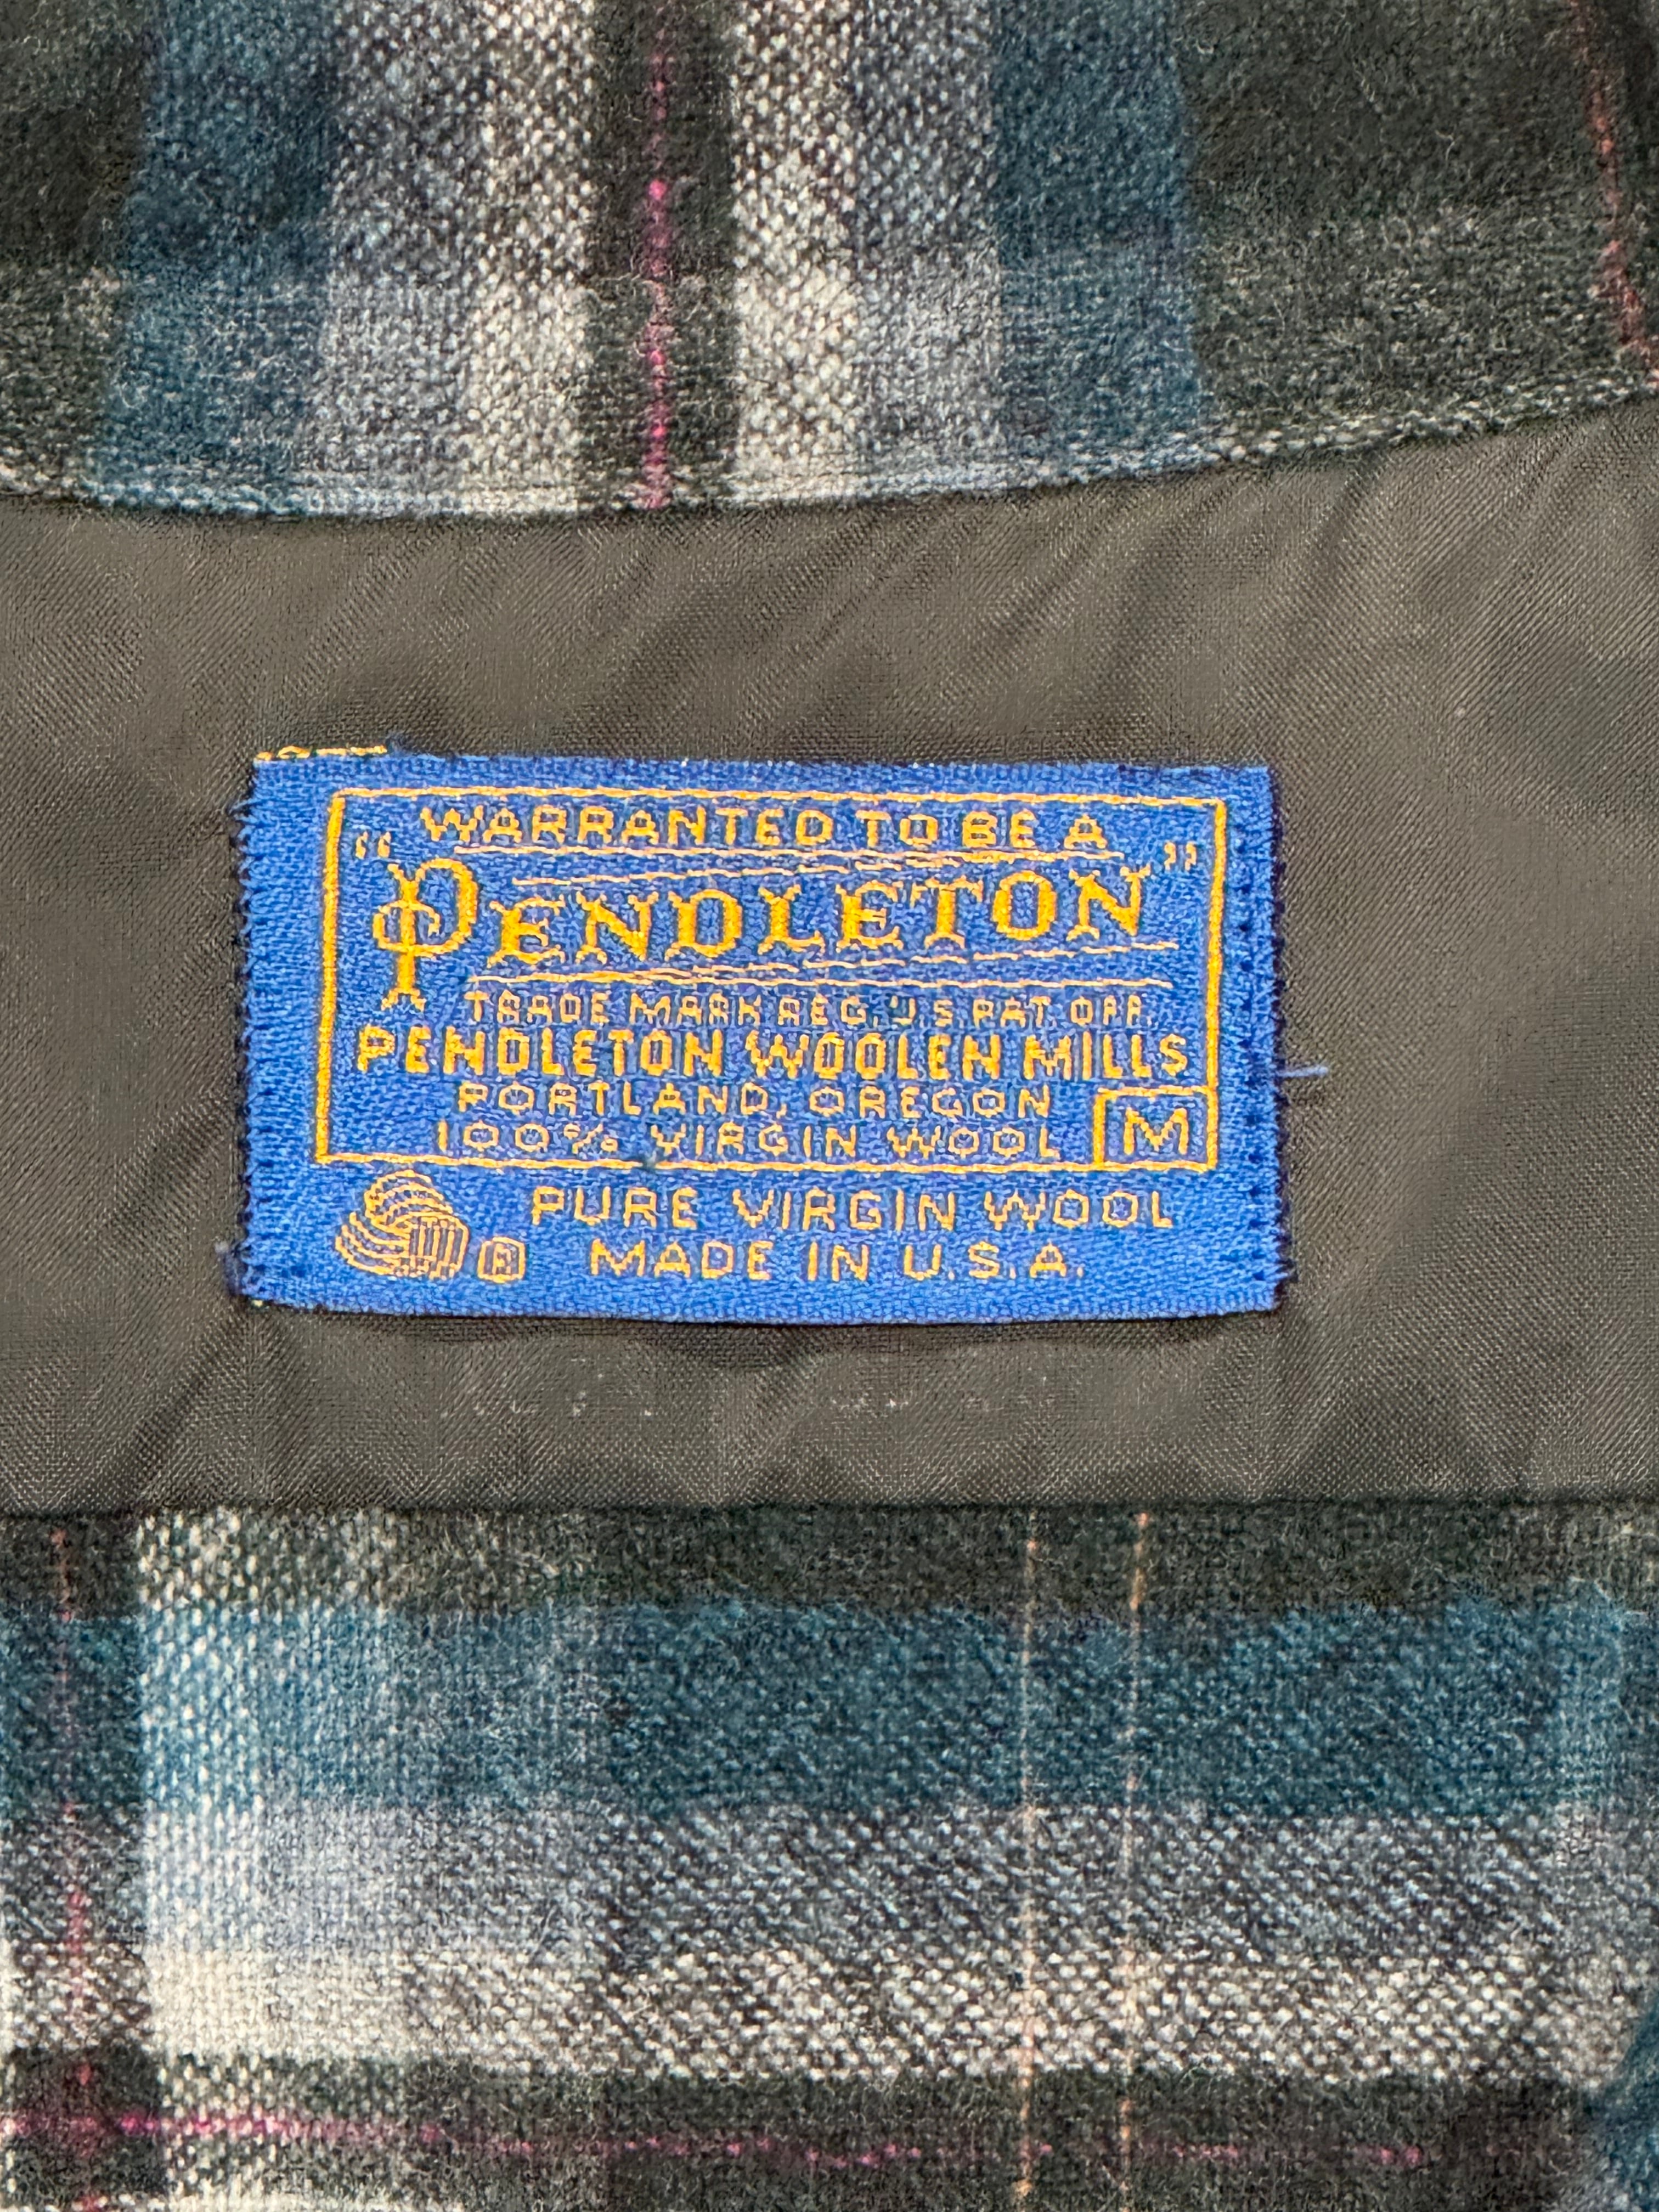 WARRANTED TO BE A
"PENDLETON"
TRADE MARK REG. U.S. PAT. OFF.
PENDLETON WOOLEN MILLS
PORTLAND, OREGON
100% VIRGIN WOOL
M
PURE VIRGIN WOOL
® MADE IN U.S.A.